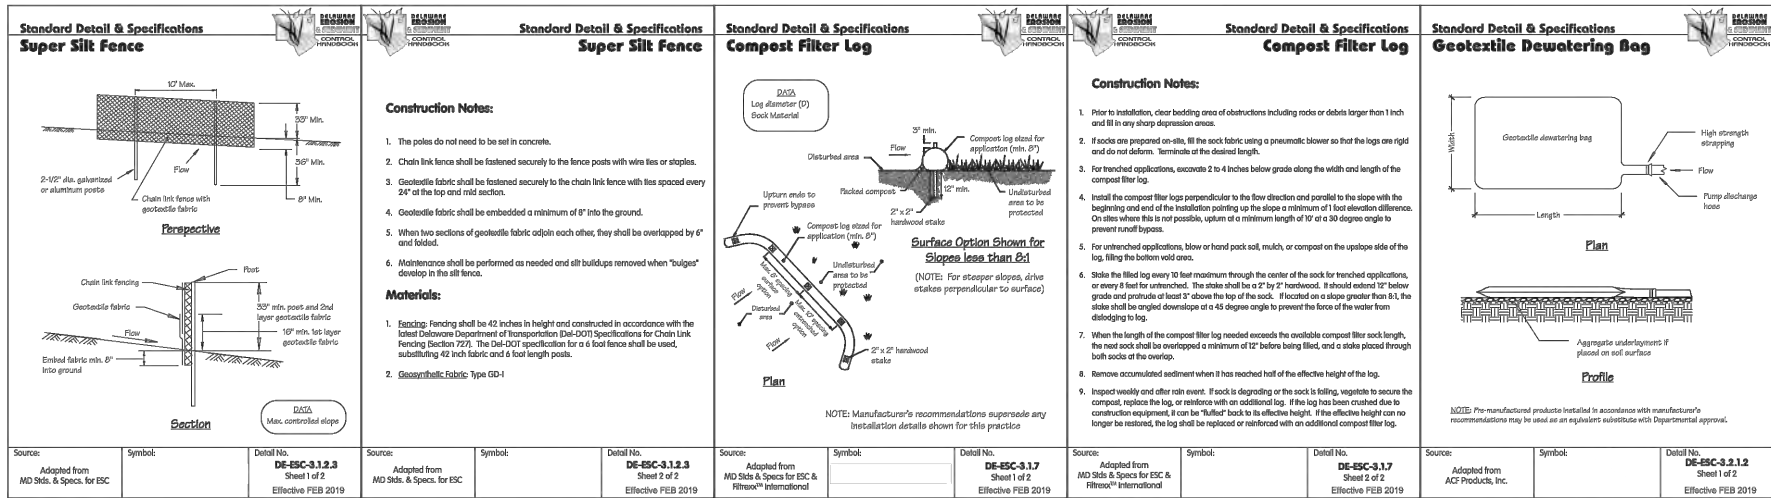 Standard Detail & Specifications
Super Silt Fence
DELAWARE
EROSION
& SEDIMENT
CONTROL
HANDBOOK
10' Max.
33" Min.
36" Min.
Flow
2-1/2" dia. galvanized
or aluminum posts
8" Min.
Chain link fence with
geotextile fabric
Perspective
Post
Chain link fencing
Geotextile fabric
33" min. post and 2nd
layer geotextile fabric
Flow
16" min. 1st layer
geotextile fabric
Embed fabric min. 8"
into ground
Section
DATA
Max. controlled slope
Source:
Adapted from
MD Stds. & Specs. for ESC
Symbol:
Detail No.
DE-ESC-3.1.2.3
Sheet 1 of 2
Effective FEB 2019
DELAWARE
EROSION
& SEDIMENT
CONTROL
HANDBOOK
Standard Detail & Specifications
Super Silt Fence
Construction Notes:
1. The poles do not need to be set in concrete.
2. Chain link fence shall be fastened securely to the fence posts with wire ties or staples.
3. Geotextile fabric shall be fastened securely to the chain link fence with ties spaced every
24" at the top and mid section.
4. Geotextile fabric shall be embedded a minimum of 8" into the ground.
5. When two sections of geotextile fabric adjoin each other, they shall be overlapped by 6"
and folded.
6. Maintenance shall be performed as needed and silt buildups removed when "bulges"
develop in the silt fence.
Materials:
1. Fencing: Fencing shall be 42 inches in height and constructed in accordance with the
latest Delaware Department of Transportation (Del-DOT) Specifications for Chain Link
Fencing (Section 727). The Del-DOT specification for a 6 foot fence shall be used,
substituting 42 inch fabric and 6 foot length posts.
2. Geosynthetic Fabric: Type GD-I
Source:
Adapted from
MD Stds. & Specs. for ESC
Symbol:
Detail No.
DE-ESC-3.1.2.3
Sheet 2 of 2
Effective FEB 2019
Standard Detail & Specifications
Compost Filter Log
DELAWARE
EROSION
& SEDIMENT
CONTROL
HANDBOOK
DATA
Log diameter (D)
Sock Material
3" min.
Flow
Compost log sized for
application (min. 8")
Disturbed area
Packed compost
12" min.
Undisturbed
area to be
protected
2" x 2"
hardwood stake
Upturn ends to
prevent bypass
Compost log sized for
application (min. 8")
Surface Option Shown for
Slopes less than 8:1
(NOTE: For steeper slopes, drive
stakes perpendicular to surface)
Undisturbed
area to be
protected
Max. 8' spacing
surface
option
Flow
Disturbed
area
Max. 10' spacing
entrenched
option
Flow
2" x 2" hardwood
stake
Plan
NOTE: Manufacturer's recommendations supersede any
installation details shown for this practice
Source:
Adapted from
MD Stds & Specs for ESC &
Filtrexx™ International
Symbol:
Detail No.
DE-ESC-3.1.7
Sheet 1 of 2
Effective FEB 2019
DELAWARE
EROSION
& SEDIMENT
CONTROL
HANDBOOK
Standard Detail & Specifications
Compost Filter Log
Construction Notes:
1. Prior to installation, clear bedding area of obstructions including rocks or debris larger than 1 inch
and fill in any sharp depression areas.
2. If socks are prepared on-site, fill the sock fabric using a pneumatic blower so that the logs are rigid
and do not deform. Terminate at the desired length.
3. For trenched applications, excavate 2 to 4 inches below grade along the width and length of the
compost filter log.
4. Install the compost filter logs perpendicular to the flow direction and parallel to the slope with the
beginning and end of the installation pointing up the slope a minimum of 1 foot elevation difference.
On sites where this is not possible, upturn at a minimum length of 10' at a 30 degree angle to
prevent runoff bypass.
5. For untrenched applications, blow or hand pack soil, mulch, or compost on the upslope side of the
log, filling the bottom void area.
6. Stake the filled log every 10 feet maximum through the center of the sock for trenched applications,
or every 8 feet for untrenched. The stake shall be a 2" by 2" hardwood. It should extend 12" below
grade and protrude at least 3" above the top of the sock. If located on a slope greater than 8:1, the
stake shall be angled downslope at a 45 degree angle to prevent the force of the water from
dislodging to log.
7. When the length of the compost filter log needed exceeds the available compost filter sock length,
the next sock shall be overlapped a minimum of 12" before being filled, and a stake placed through
both socks at the overlap.
8. Remove accumulated sediment when it has reached half of the effective height of the log.
9. Inspect weekly and after rain event. If sock is degrading or the sock is failing, vegetate to secure the
compost, replace the log, or reinforce with an additional log. If the log has been crushed due to
construction equipment, it can be "fluffed" back to its effective height. If the effective height can no
longer be restored, the log shall be replaced or reinforced with an additional compost filter log.
Source:
Adapted from
MD Stds & Specs for ESC &
Filtrexx™ International
Symbol:
Detail No.
DE-ESC-3.1.7
Sheet 2 of 2
Effective FEB 2019
Standard Detail & Specifications
Geotextile Dewatering Bag
DELAWARE
EROSION
& SEDIMENT
CONTROL
HANDBOOK
Width
Geotextile dewatering bag
High strength
strapping
Flow
Pump discharge
hose
Length
Plan
Aggregate underlayment if
placed on soil surface
Profile
NOTE: Pre-manufactured products installed in accordance with manufacturer's
recommendations may be used as an equivalent substitute with Departmental approval.
Source:
Adapted from
ACF Products, Inc.
Symbol:
Detail No.
DE-ESC-3.2.1.2
Sheet 1 of 2
Effective FEB 2019